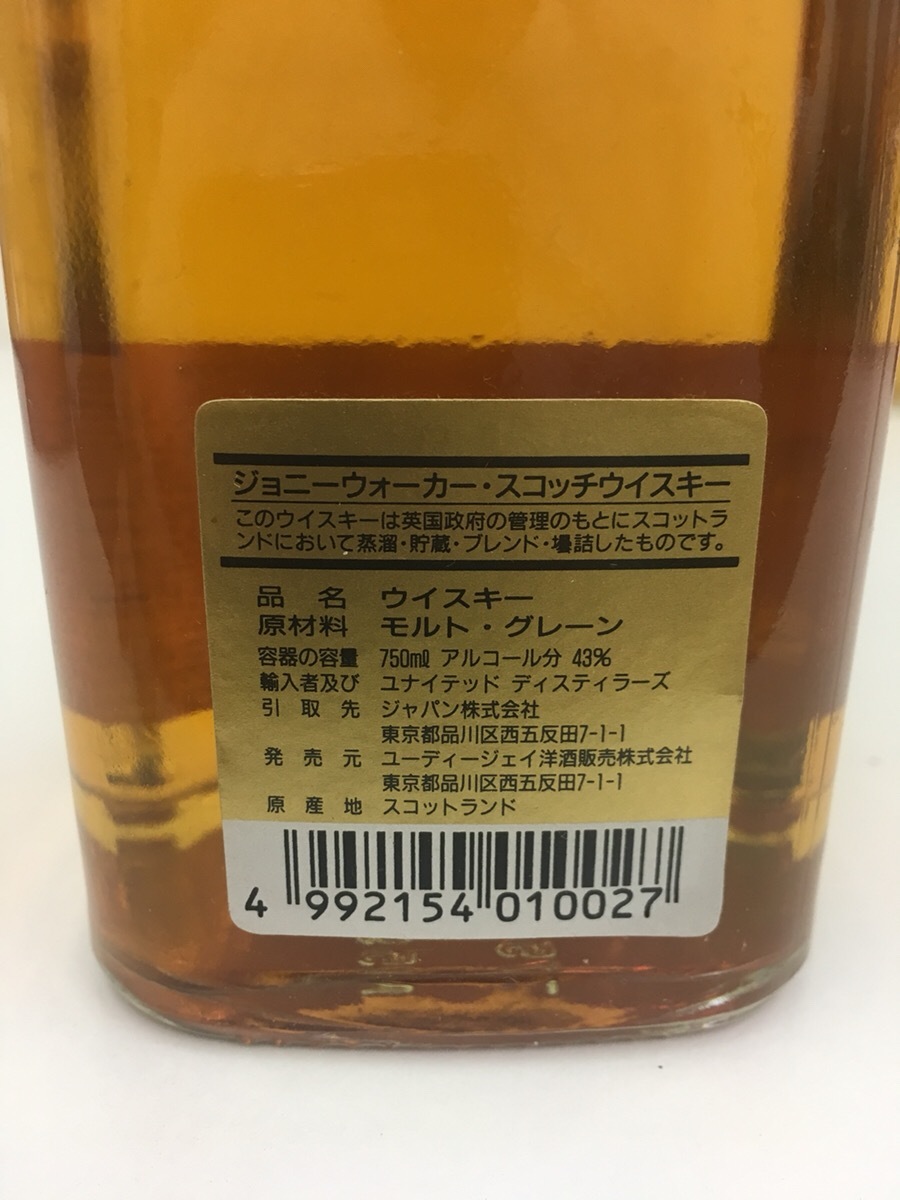 ジョニーウォーカー・スコッチウイスキー
このウイスキーは英国政府の管理のもとにスコットラ
ンドにおいて蒸溜・貯蔵・ブレンド・壜詰したものです。
品名 ウイスキー
原材料 モルト・グレーン
容器の容量 750ml アルコール分 43%
輸入者及び ユナイテッド ディスティラーズ
引取先 ジャパン株式会社
東京都品川区西五反田7-1-1
発売元 ユーディージェイ洋酒販売株式会社
東京都品川区西五反田7-1-1
原産地 スコットランド
4 992154 010027